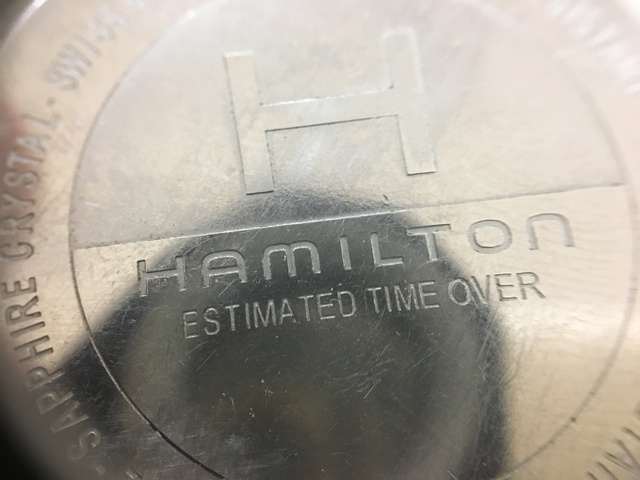 H
HAMILTON
ESTIMATED TIME OVER
- SAPPHIRE CRYSTAL -